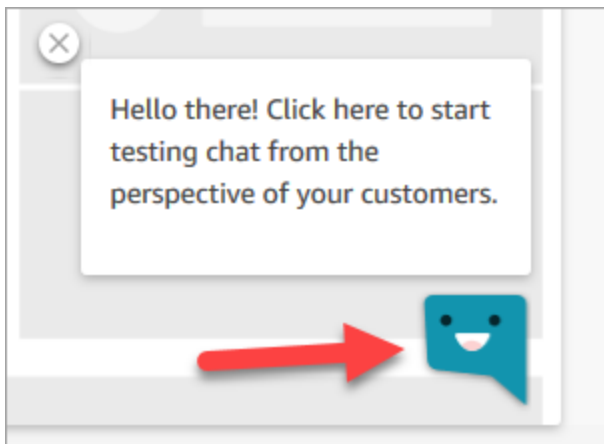 Hello there! Click here to start
testing chat from the
perspective of your customers.